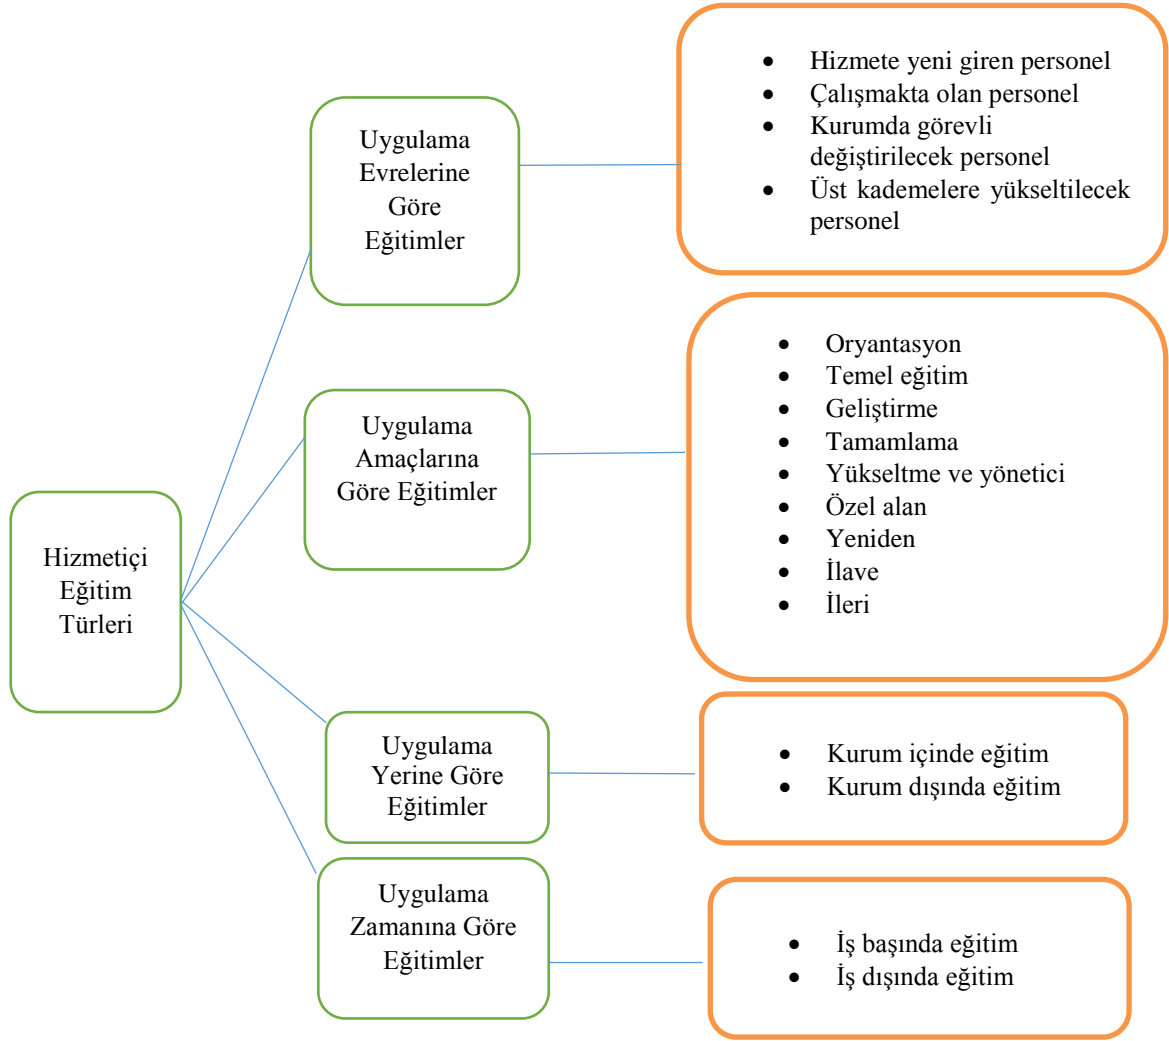 Hizmetiçi
Eğitim
Türleri
Uygulama
Evrelerine
Göre
Eğitimler
• Hizmete yeni giren personel
• Çalışmakta olan personel
• Kurumda görevli
değiştirilecek personel
• Üst kademelere yükseltilecek
personel
Uygulama
Amaçlarına
Göre Eğitimler
• Oryantasyon
• Temel eğitim
• Geliştirme
• Tamamlama
• Yükseltme ve yönetici
• Özel alan
• Yeniden
• İlave
• İleri
Uygulama
Yerine Göre
Eğitimler
• Kurum içinde eğitim
• Kurum dışında eğitim
Uygulama
Zamanına Göre
Eğitimler
• İş başında eğitim
• İş dışında eğitim